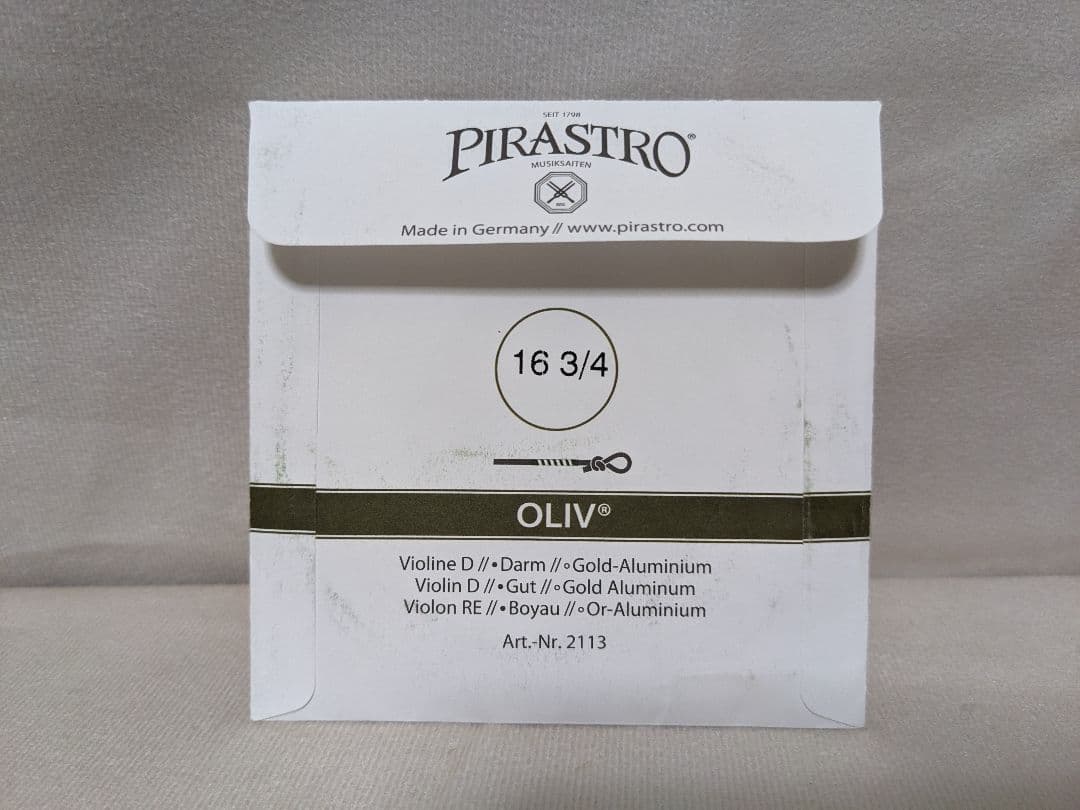 SEIT 1798
PIRASTRO®
MUSIKSAITEN
Made in Germany // www.pirastro.com
16 3/4
OLIV®
Violine D //•Darm //∘Gold-Aluminium
Violin D //•Gut //∘Gold Aluminum
Violon RE //•Boyau //∘Or-Aluminium
Art.-Nr. 2113